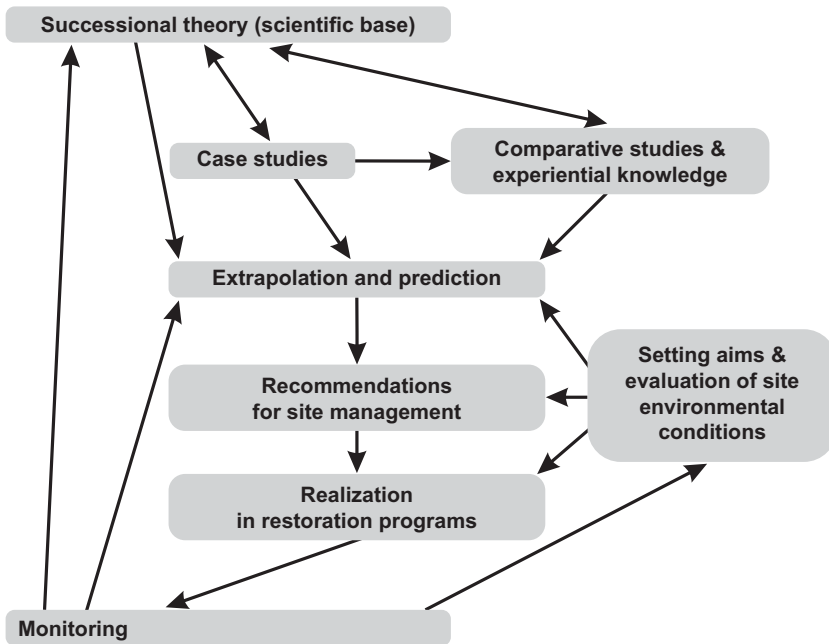 Successional theory (scientific base)
Case studies
Comparative studies &
experiential knowledge
Extrapolation and prediction
Setting aims &
evaluation of site
environmental
conditions
Recommendations
for site management
Realization
in restoration programs
Monitoring